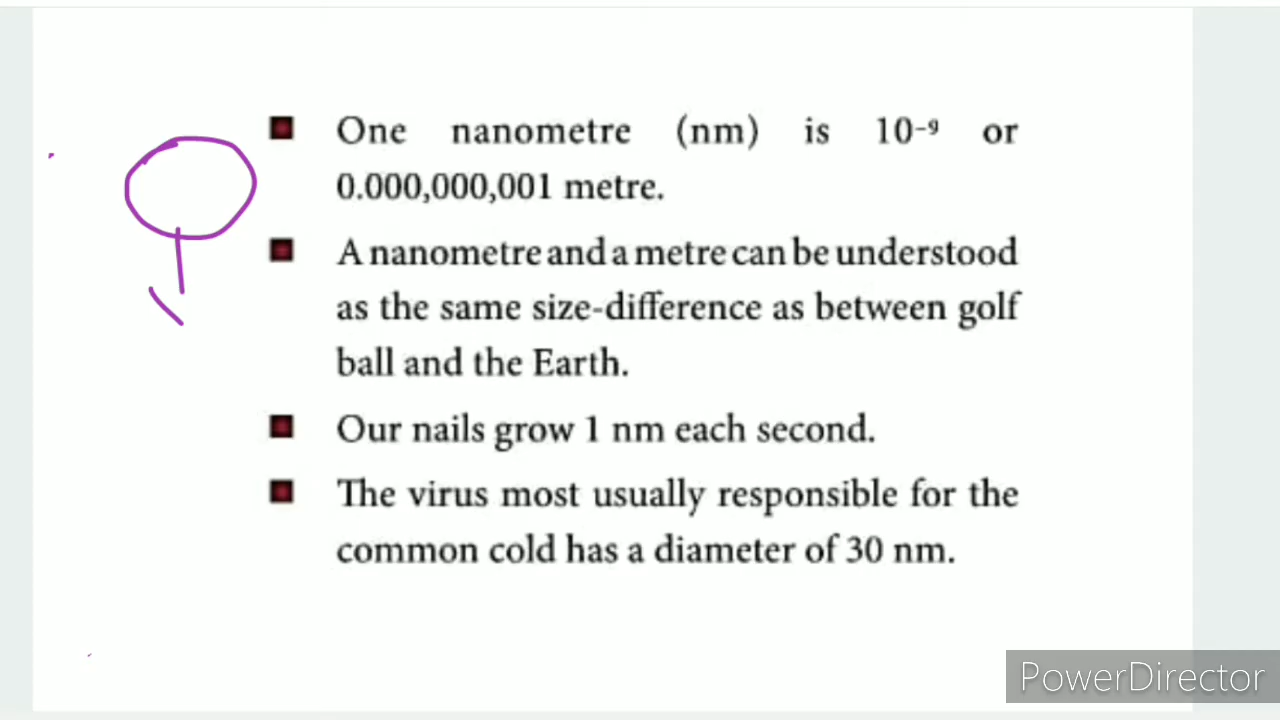 One nanometre (nm) is 10⁻⁹ or
0.000,000,001 metre.
A nanometre and a metre can be understood
as the same size-difference as between golf
ball and the Earth.
Our nails grow 1 nm each second.
The virus most usually responsible for the
common cold has a diameter of 30 nm.
PowerDirector